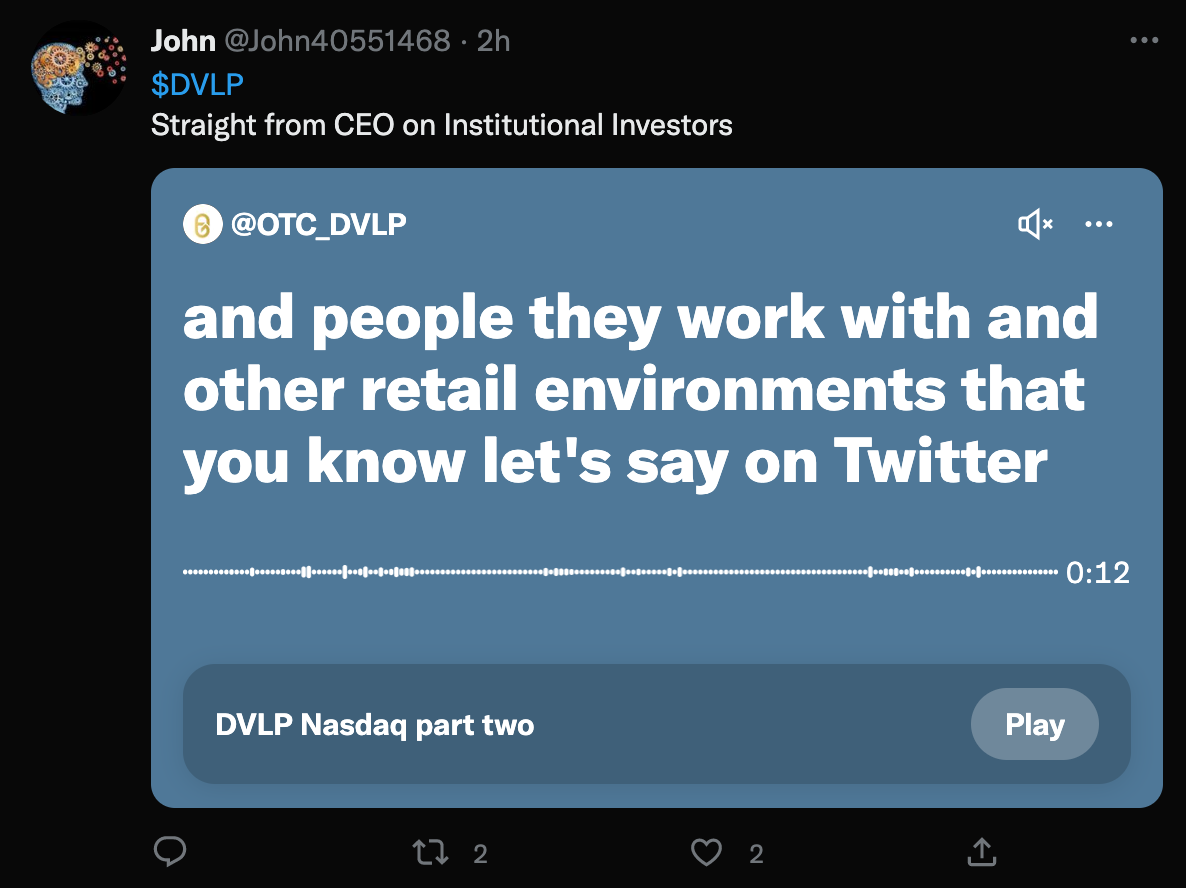 John @John40551468 · 2h
$DVLP
Straight from CEO on Institutional Investors
@OTC_DVLP
and people they work with and
other retail environments that
you know let's say on Twitter
0:12
DVLP Nasdaq part two
Play
2
2